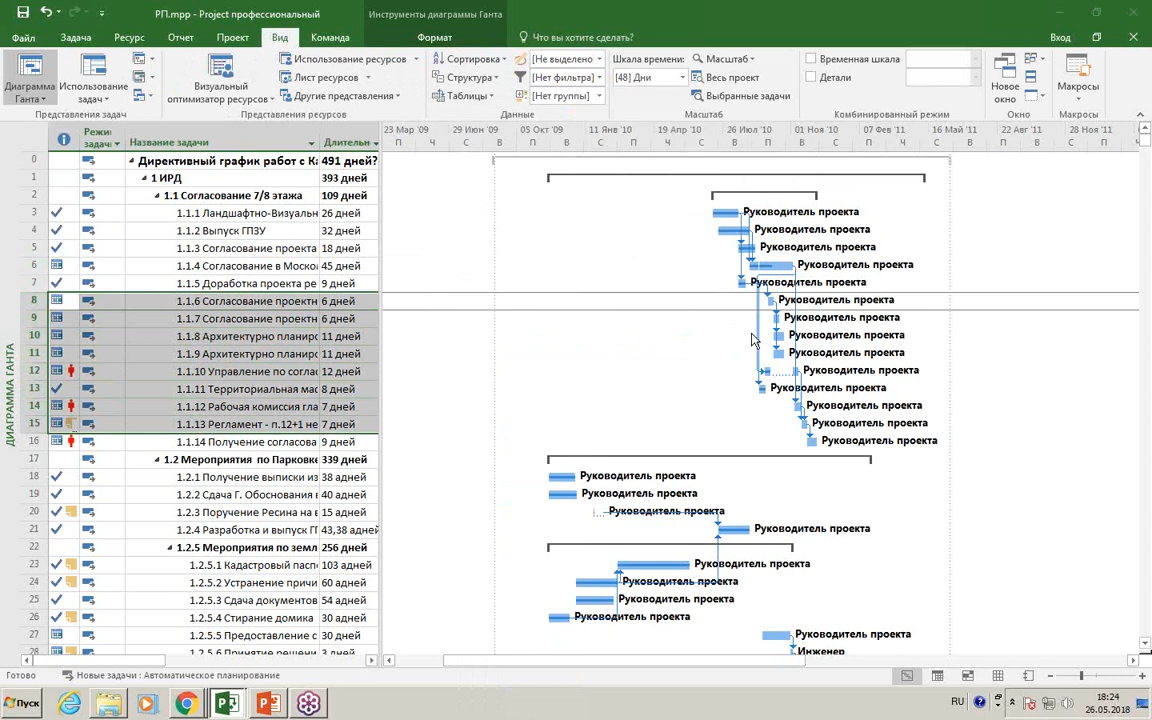 РП.mpp - Project профессиональный
Инструменты диаграммы Ганта
Файл Задача Ресурс Отчет Проект Вид Команда Формат Что вы хотите сделать? Вход
Диаграмма Ганта
Использование задач
Представления задач
Визуальный оптимизатор ресурсов
Использование ресурсов
Лист ресурсов
Другие представления
Представления ресурсов
Сортировка
Структура
Таблицы
[Не выделено]
[Нет фильтра]
[Нет группы]
Данные
Шкала времени:
[48] Дни
Масштаб
Весь проект
Выбранные задачи
Масштаб
Временная шкала
Детали
Комбинированный режим
Новое окно
Окно
Макросы
Макросы
Режи задач
Название задачи
Длительн
23 Мар '09 29 Июн '09 05 Окт '09 11 Янв '10 19 Апр '10 26 Июл '10 01 Ноя '10 07 Фев '11 16 Май '11 22 Авг '11 28 Ноя '11
П В С Ч П С В П Ч С В П С Ч П В С П В Ч П С
ДИАГРАММА ГАНТА
0 Директивный график работ с Ка 491 дней?
1 1 ИРД 393 дней
2 1.1 Согласование 7/8 этажа 109 дней
3 1.1.1 Ландшафтно-Визуальн 26 дней Руководитель проекта
4 1.1.2 Выпуск ГПЗУ 32 дней Руководитель проекта
5 1.1.3 Согласование проекта 18 дней Руководитель проекта
6 1.1.4 Согласование в Моско 45 дней Руководитель проекта
7 1.1.5 Доработка проекта ре 9 дней Руководитель проекта
8 1.1.6 Согласование проектн 6 дней Руководитель проекта
9 1.1.7 Согласование проектн 6 дней Руководитель проекта
10 1.1.8 Архитектурно планирс 11 дней Руководитель проекта
11 1.1.9 Архитектурно планирс 11 дней Руководитель проекта
12 1.1.10 Управление по согла 12 дней Руководитель проекта
13 1.1.11 Территориальная мас 8 дней Руководитель проекта
14 1.1.12 Рабочая комиссия гла 7 дней Руководитель проекта
15 1.1.13 Регламент - п.12+1 не 7 дней Руководитель проекта
16 1.1.14 Получение согласова 9 дней Руководитель проекта
17 1.2 Мероприятия по Парковке 339 дней
18 1.2.1 Получение выписки из 38 дней Руководитель проекта
19 1.2.2 Сдача Г. Обоснования в 40 дней Руководитель проекта
20 1.2.3 Поручение Ресина на в 15 дней Руководитель проекта
21 1.2.4 Разработка и выпуск ГГ 43,38 дней Руководитель проекта
22 1.2.5 Мероприятия по земл 256 дней
23 1.2.5.1 Кадастровый паспе 103 дней Руководитель проекта
24 1.2.5.2 Устранение причи 60 дней Руководитель проекта
25 1.2.5.3 Сдача документов 54 дней Руководитель проекта
26 1.2.5.4 Стирание домика 30 дней Руководитель проекта
27 1.2.5.5 Предоставление с 30 дней Руководитель проекта
28 1.2.5.6 Принятие решени 3 дней Инженер
Готово Новые задачи : Автоматическое планирование
Пуск
RU
18:24
26.05.2018